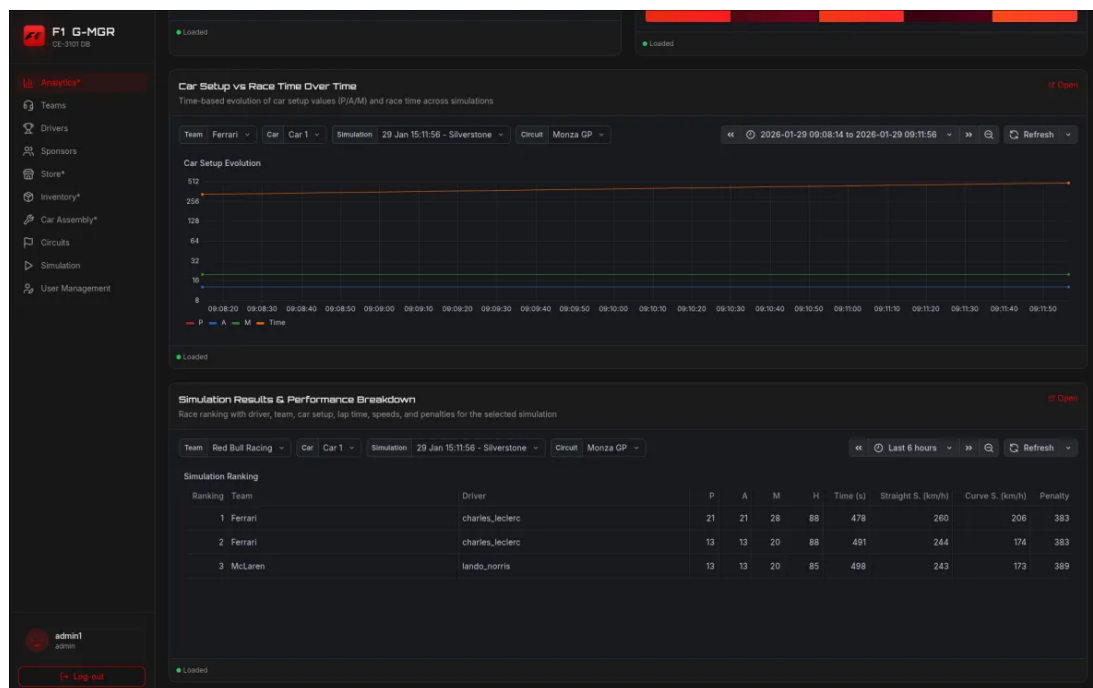 F1 G-MGR
CE-3101 DB
Analytics*
Teams
Drivers
Sponsors
Store*
Inventory*
Car Assembly*
Circuits
Simulation
User Management
admin1
admin
Log-out
Loaded
Loaded
Car Setup vs Race Time Over Time
Open
Time-based evolution of car setup values (P/A/M) and race time across simulations
Team Ferrari Car Car 1 Simulation 29 Jan 15:11:56 - Silverstone Circuit Monza GP 2026-01-29 09:08:14 to 2026-01-29 09:11:56 Refresh
Car Setup Evolution
512
256
128
64
32
16
8
09:08:20 09:08:30 09:08:40 09:08:50 09:09:00 09:09:10 09:09:20 09:09:30 09:09:40 09:09:50 09:10:00 09:10:10 09:10:20 09:10:30 09:10:40 09:10:50 09:11:00 09:11:10 09:11:20 09:11:30 09:11:40 09:11:50
P A M Time
Loaded
Simulation Results & Performance Breakdown
Open
Race ranking with driver, team, car setup, lap time, speeds, and penalties for the selected simulation
Team Red Bull Racing Car Car 1 Simulation 29 Jan 15:11:56 - Silverstone Circuit Monza GP Last 6 hours Refresh
Simulation Ranking
Ranking Team Driver P A M H Time (s) Straight S. (km/h) Curve S. (km/h) Penalty
1 Ferrari charles_leclerc 21 21 28 88 478 260 206 383
2 Ferrari charles_leclerc 13 13 20 88 491 244 174 383
3 McLaren lando_norris 13 13 20 85 498 243 173 389
Loaded